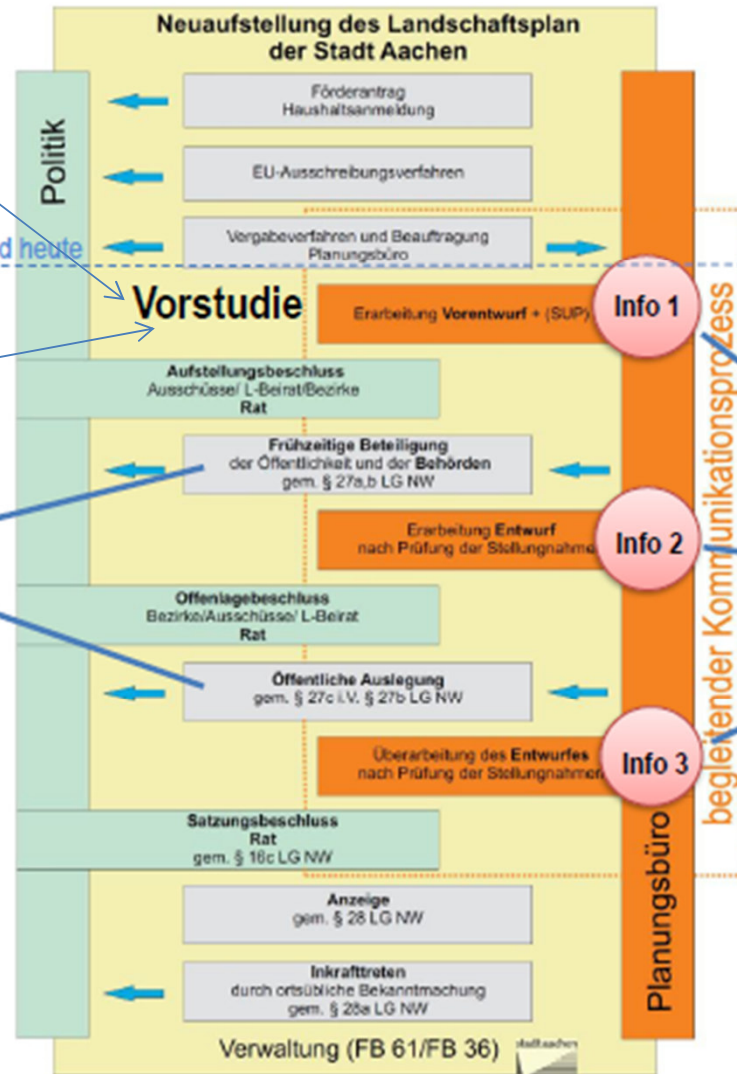 Neuaufstellung des Landschaftsplan
der Stadt Aachen
Politik
Förderantrag
Haushaltsanmeldung
EU-Ausschreibungsverfahren
Vergabeverfahren und Beauftragung
Planungsbüro
d heute
Vorstudie
Erarbeitung Vorentwurf + (SUP)
Info 1
Aufstellungsbeschluss
Ausschüsse/ L-Beirat/Bezirke
Rat
Frühzeitige Beteiligung
der Öffentlichkeit und der Behörden
gem. § 27a,b LG NW
Erarbeitung Entwurf
nach Prüfung der Stellungnahme
Info 2
Offenlagebeschluss
Bezirke/Ausschüsse/ L-Beirat
Rat
Öffentliche Auslegung
gem. § 27c i.V. § 27b LG NW
Überarbeitung des Entwurfes
nach Prüfung der Stellungnahmen
Info 3
Satzungsbeschluss
Rat
gem. § 16c LG NW
Anzeige
gem. § 28 LG NW
Inkrafttreten
durch ortsübliche Bekanntmachung
gem. § 28a LG NW
Verwaltung (FB 61/FB 36)
stadt aachen
Planungsbüro
begleitender Kommunikationsprozess